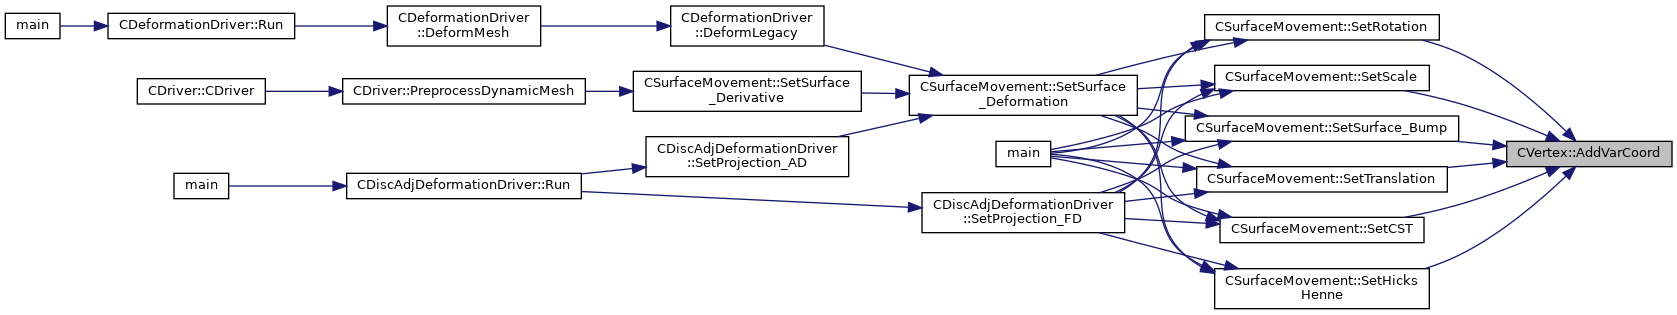 main
CDeformationDriver::Run
CDeformationDriver
::DeformMesh
CDeformationDriver
::DeformLegacy
CSurfaceMovement::SetRotation
CDriver::CDriver
CDriver::PreprocessDynamicMesh
CSurfaceMovement::SetSurface
_Derivative
CSurfaceMovement::SetSurface
_Deformation
CSurfaceMovement::SetScale
CSurfaceMovement::SetSurface_Bump
CVertex::AddVarCoord
main
CDiscAdjDeformationDriver
::SetProjection_AD
CSurfaceMovement::SetTranslation
main
CDiscAdjDeformationDriver::Run
CDiscAdjDeformationDriver
::SetProjection_FD
CSurfaceMovement::SetCST
CSurfaceMovement::SetHicks
Henne